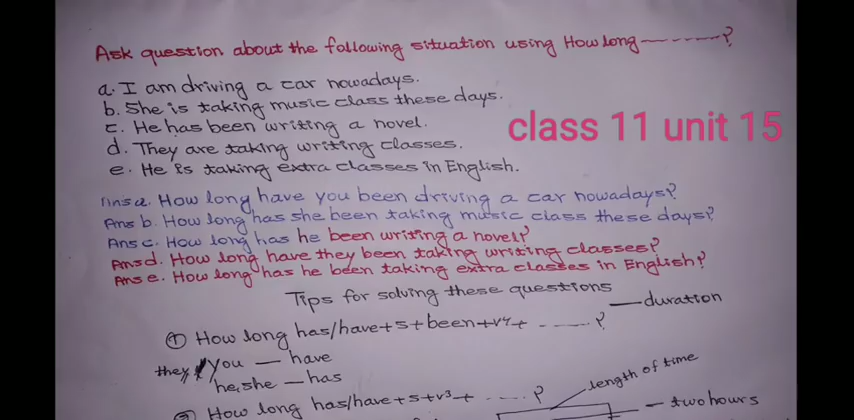 Ask question about the following situation using How long -------?
a. I am driving a car nowadays.
b. She is taking music class these days.
c. He has been writing a novel.
class 11 unit 15
d. They are taking writing classes.
e. He is taking extra classes in English.
Ans a. How long have you been driving a car nowadays?
Ans b. How long has she been taking music class these days?
Ans c. How long has he been writing a novel?
Ans d. How long have they been taking writing classes?
Ans e. How long has he been taking extra classes in English?
Tips for solving these questions
— duration
① How long has/have+s+been+v4+ -----?
they, you — have
he, she — has
length of time
② How long has/have+s+v3+ ----?
— two hours